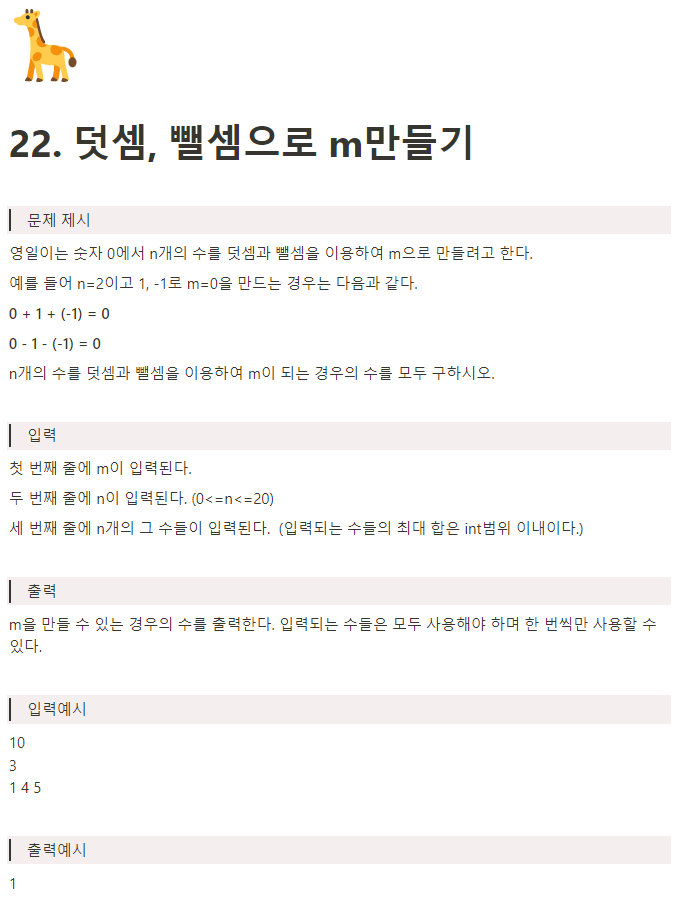 22. 덧셈, 뺄셈으로 m만들기
문제 제시
영일이는 숫자 0에서 n개의 수를 덧셈과 뺄셈을 이용하여 m으로 만들려고 한다.
예를 들어 n=2이고 1, -1로 m=0을 만드는 경우는 다음과 같다.
0 + 1 + (-1) = 0
0 - 1 - (-1) = 0
n개의 수를 덧셈과 뺄셈을 이용하여 m이 되는 경우의 수를 모두 구하시오.
입력
첫 번째 줄에 m이 입력된다.
두 번째 줄에 n이 입력된다. (0<=n<=20)
세 번째 줄에 n개의 그 수들이 입력된다. (입력되는 수들의 최대 합은 int범위 이내이다.)
출력
m을 만들 수 있는 경우의 수를 출력한다. 입력되는 수들은 모두 사용해야 하며 한 번씩만 사용할 수
있다.
입력예시
10
3
1 4 5
출력예시
1